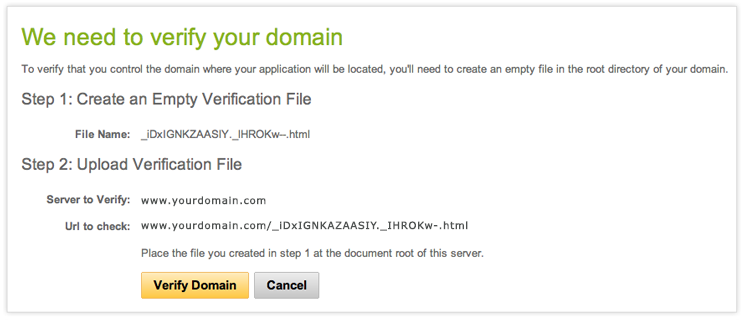 We need to verify your domain
To verify that you control the domain where your application will be located, you'll need to create an empty file in the root directory of your domain.
Step 1: Create an Empty Verification File
File Name: _iDxIGNKZAASIY._IHROKw--.html
Step 2: Upload Verification File
Server to Verify: www.yourdomain.com
Url to check: www.yourdomain.com/_iDxIGNKAZAASIY._IHROKw-.html
Place the file you created in step 1 at the document root of this server.
Verify Domain Cancel